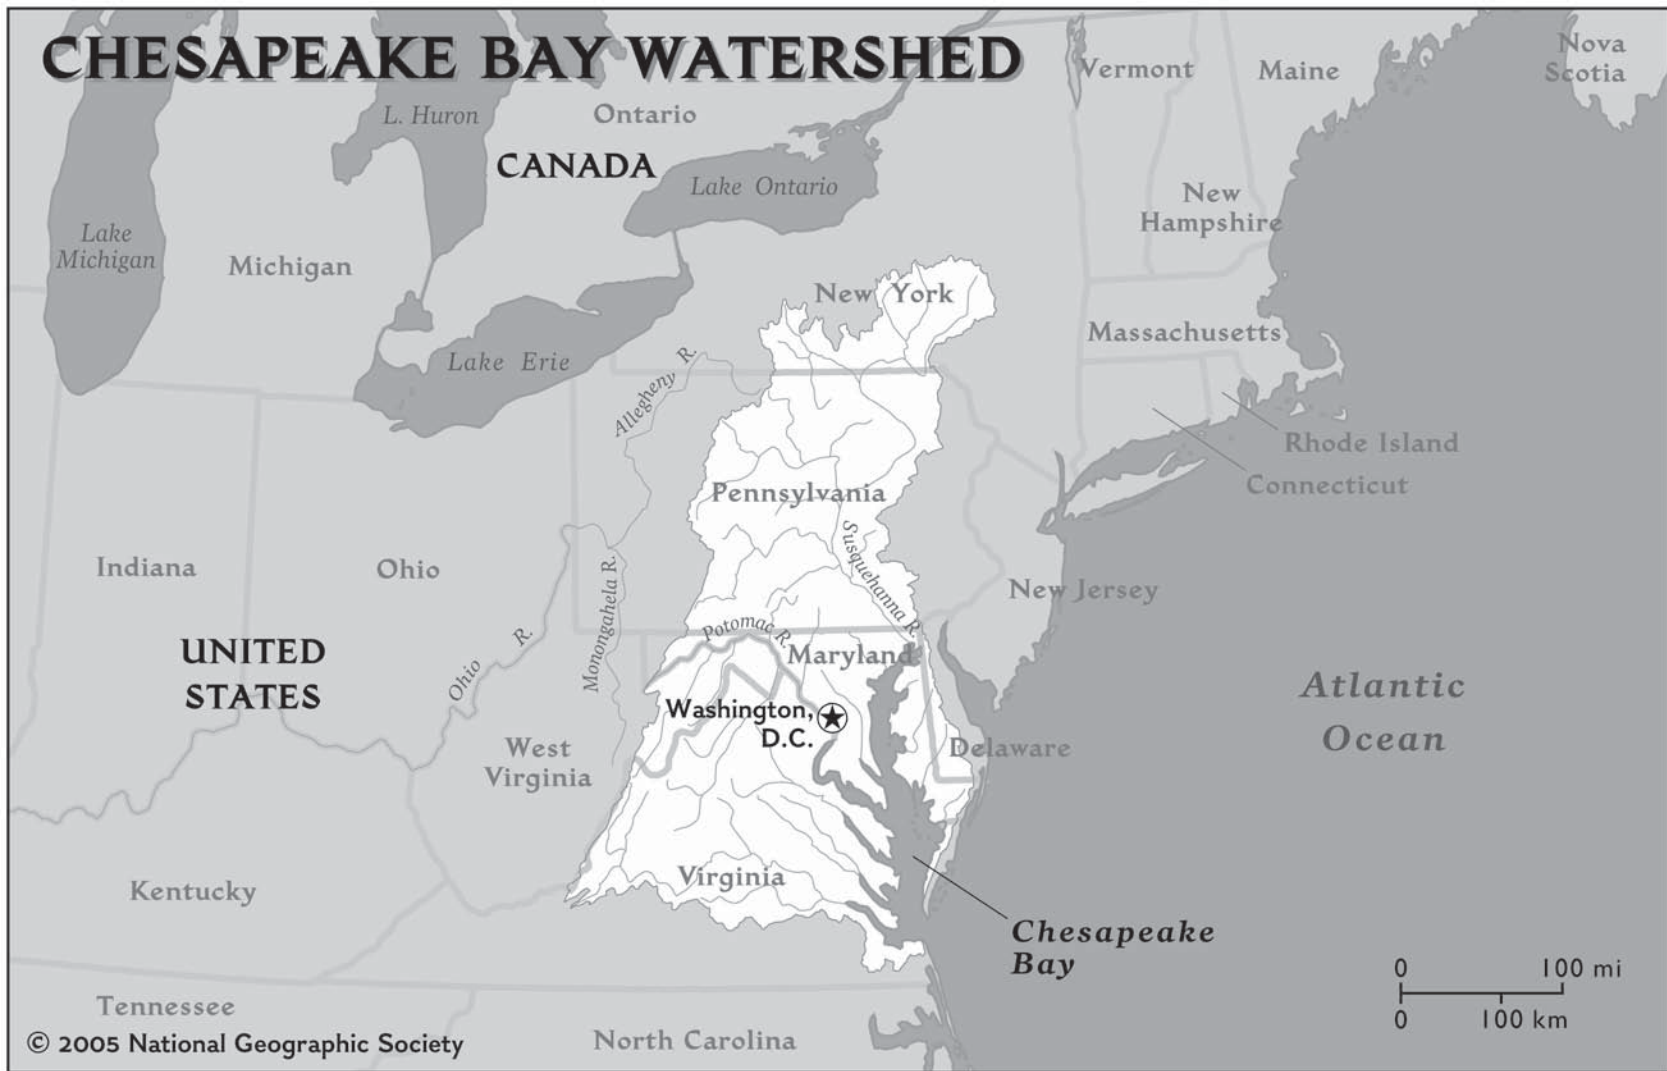 CHESAPEAKE BAY WATERSHED
Vermont
Maine
Nova
Scotia
L. Huron
Ontario
CANADA
Lake Ontario
New
Hampshire
Lake
Michigan
Michigan
New York
Massachusetts
Lake Erie
Allegheny R.
Rhode Island
Connecticut
Pennsylvania
Susquehanna R.
Indiana
Ohio
Monongahela R.
New Jersey
Ohio R.
Potomac R.
Maryland
UNITED
STATES
Atlantic
Ocean
Washington,
D.C.
West
Virginia
Delaware
Kentucky
Virginia
Chesapeake
Bay
0 100 mi
0 100 km
Tennessee
North Carolina
© 2005 National Geographic Society